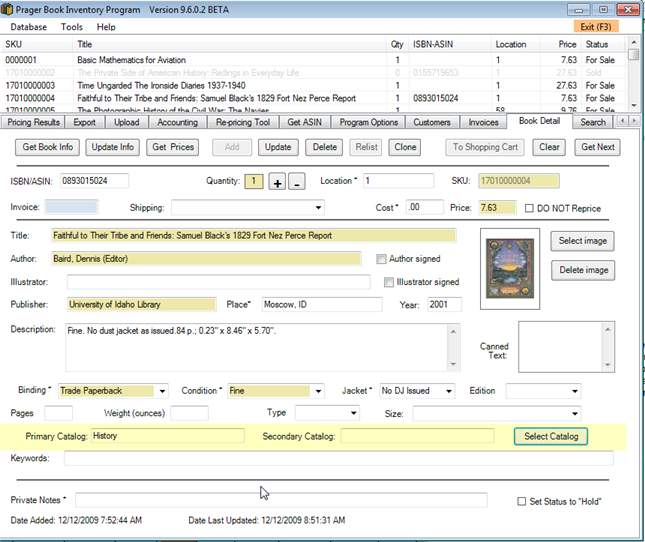 Prager Book Inventory Program Version 9.6.0.2 BETA
Database Tools Help Exit (F3)
SKU Title Qty ISBN-ASIN Location Price Status
0000001 Basic Mathematics for Aviation 1 1 7.63 For Sale
17010000002 The Private Side of American History: Redings in Everyday Life 0 0155719653 1 27.63 Sold
17010000003 Time Ungarded The Ironside Diaries 1937-1940 1 1 27.63 For Sale
17010000004 Faithful to Their Tribe and Friends: Samuel Black's 1829 Fort Nez Perce Report 1 0893015024 1 7.63 For Sale
17010000005 The Photographic History of the Civil War: The Navies 1 58 9.76 For Sale
Pricing Results Export Upload Accounting Re-pricing Tool Get ASIN Program Options Customers Invoices Book Detail Search
Get Book Info Update Info Get Prices Add Update Delete Relist Clone To Shopping Cart Clear Get Next
ISBN/ASIN: 0893015024 Quantity: 1 + - Location * 1 SKU: 17010000004
Invoice: Shipping: Cost * .00 Price: 7.63 DO NOT Reprice
Title: Faithful to Their Tribe and Friends: Samuel Black's 1829 Fort Nez Perce Report Select image
Author: Baird, Dennis (Editor) Author signed
Delete image
Illustrator: Illustrator signed
Publisher: University of Idaho Library Place* Moscow, ID Year: 2001
Description: Fine. No dust jacket as issued.84 p.; 0.23" x 8.46" x 5.70".
Canned Text:
Binding * Trade Paperback Condition * Fine Jacket * No DJ Issued Edition
Pages Weight (ounces) Type Size:
Primary Catalog: History Secondary Catalog: Select Catalog
Keywords:
Private Notes * Set Status to "Hold"
Date Added: 12/12/2009 7:52:44 AM Date Last Updated: 12/12/2009 8:51:31 AM